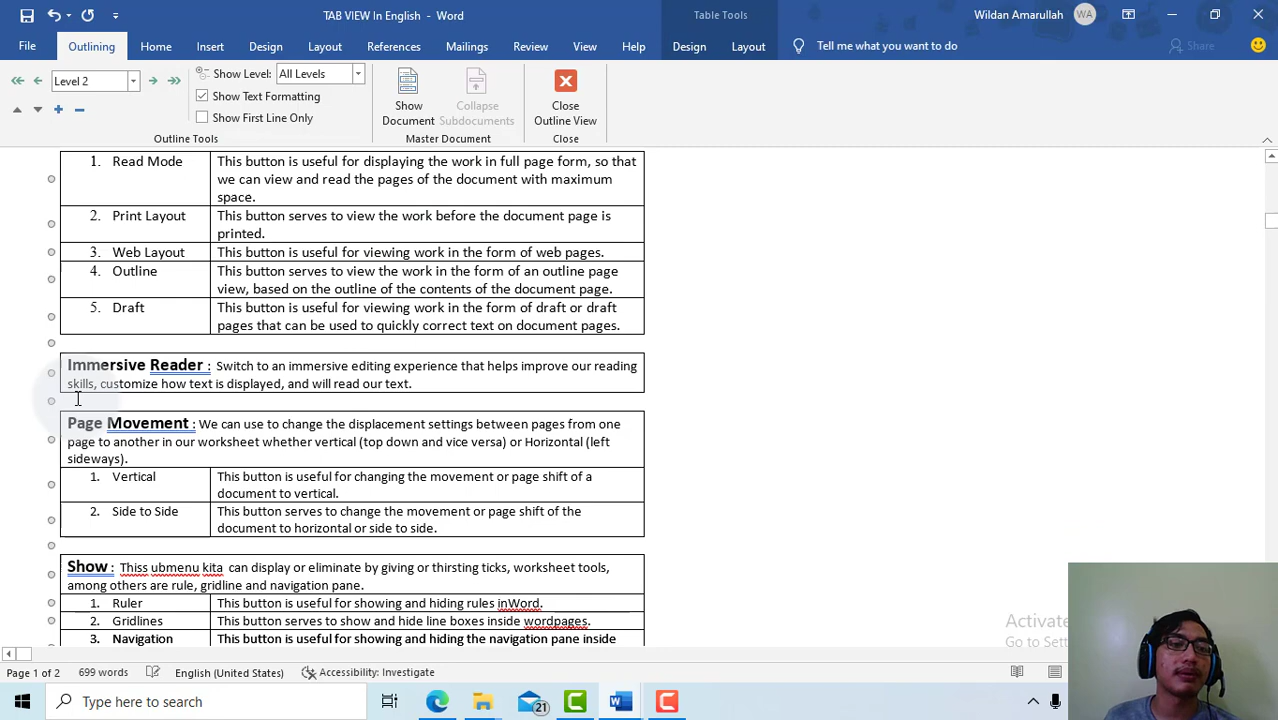 TAB VIEW In English - Word
Table Tools
Wildan Amarullah
WA
File
Outlining
Home
Insert
Design
Layout
References
Mailings
Review
View
Help
Design
Layout
Tell me what you want to do
Share
Level 2
Show Level:
All Levels
Show Text Formatting
Show First Line Only
Outline Tools
Show Document
Collapse Subdocuments
Master Document
Close Outline View
Close
1. Read Mode
This button is useful for displaying the work in full page form, so that
we can view and read the pages of the document with maximum
space.
2. Print Layout
This button serves to view the work before the document page is
printed.
3. Web Layout
This button is useful for viewing work in the form of web pages.
4. Outline
This button serves to view the work in the form of an outline page
view, based on the outline of the contents of the document page.
5. Draft
This button is useful for viewing work in the form of draft or draft
pages that can be used to quickly correct text on document pages.
Immersive Reader : Switch to an immersive editing experience that helps improve our reading
skills, customize how text is displayed, and will read our text.
Page Movement : We can use to change the displacement settings between pages from one
page to another in our worksheet whether vertical (top down and vice versa) or Horizontal (left
sideways).
1. Vertical
This button is useful for changing the movement or page shift of a
document to vertical.
2. Side to Side
This button serves to change the movement or page shift of the
document to horizontal or side to side.
Show : Thiss ubmenu kita can display or eliminate by giving or thirsting ticks, worksheet tools,
among others are rule, gridline and navigation pane.
1. Ruler
This button is useful for showing and hiding rules inWord.
2. Gridlines
This button serves to show and hide line boxes inside wordpages.
3. Navigation
This button is useful for showing and hiding the navigation pane inside
Activate
Go to Sett
Page 1 of 2
699 words
English (United States)
Accessibility: Investigate
Type here to search
21